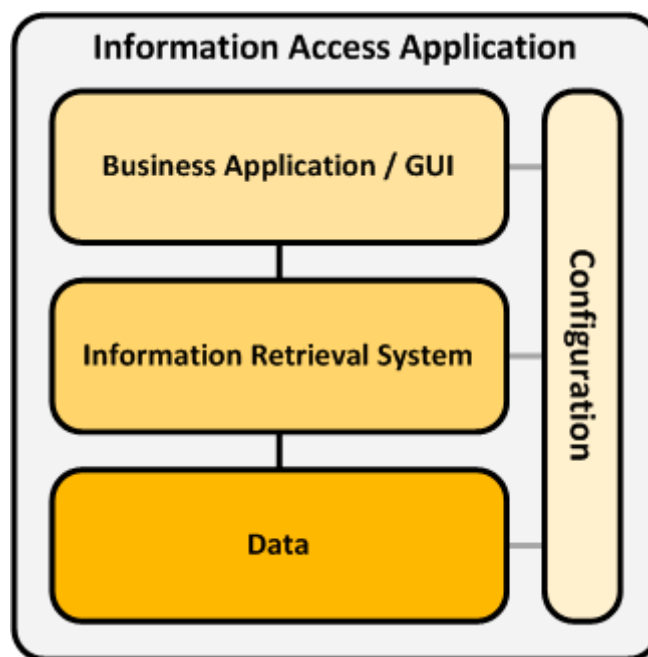 Information Access Application
Business Application / GUI
Information Retrieval System
Data
Configuration